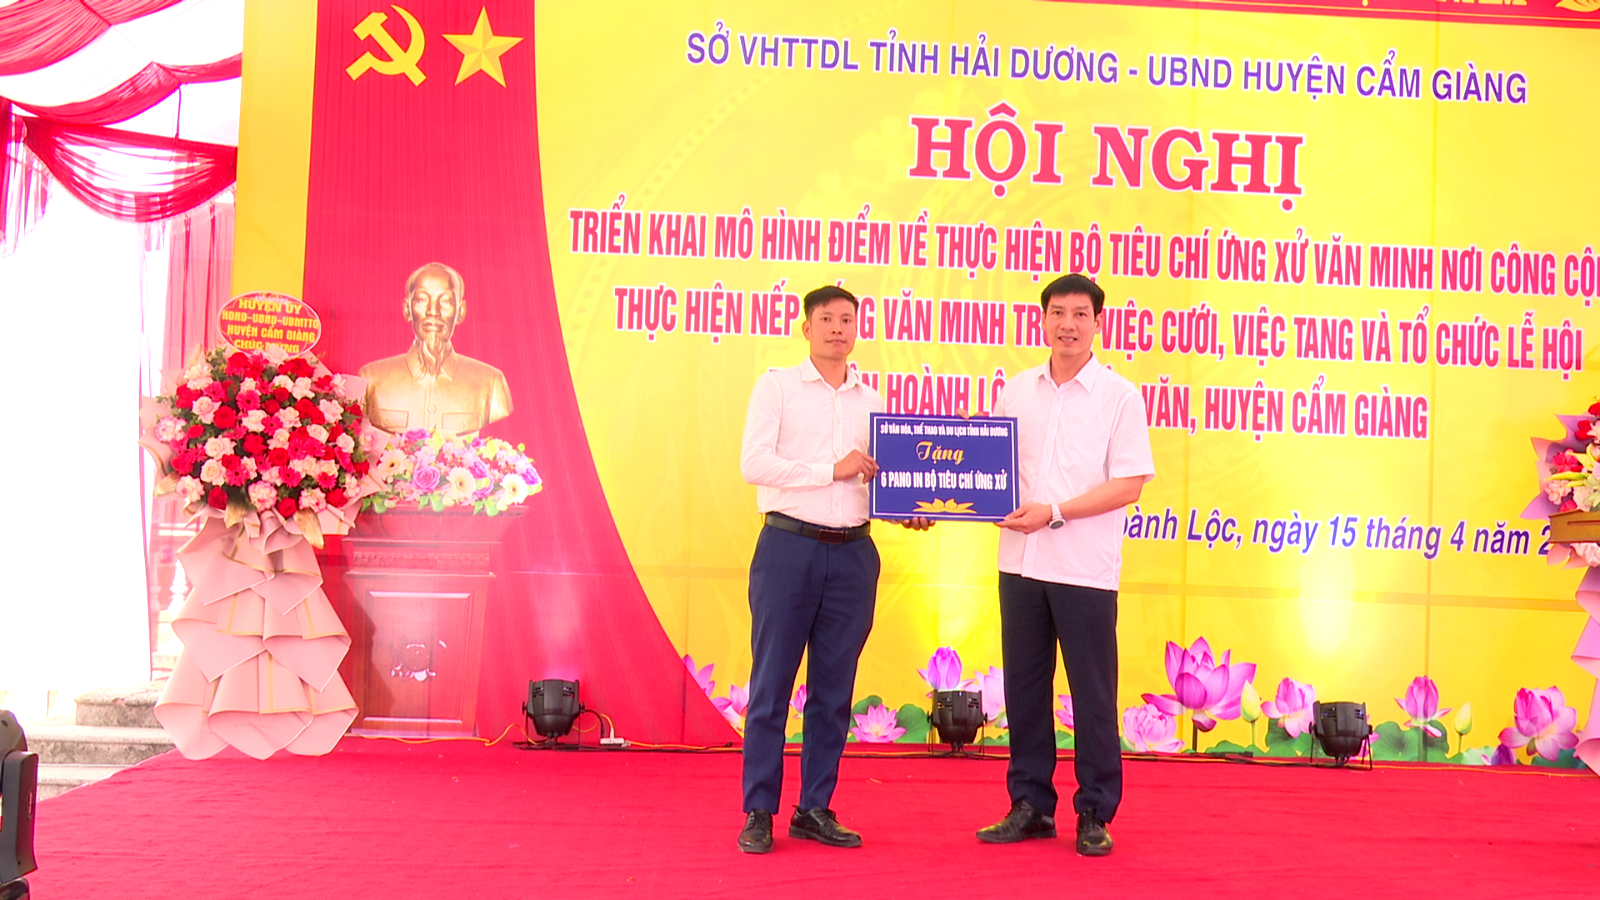 SỞ VHTTDL TỈNH HẢI DƯƠNG - UBND HUYỆN CẨM GIÀNG
HỘI NGHỊ
TRIỂN KHAI MÔ HÌNH ĐIỂM VỀ THỰC HIỆN BỘ TIÊU CHÍ ỨNG XỬ VĂN MINH NƠI CÔNG CỘN
THỰC HIỆN NẾP VĂN MINH VIỆC CƯỚI, VIỆC TANG VÀ TỔ CHỨC LỄ HỘI
HOÀNH VĂN, HUYỆN CẨM GIÀNG
ành Lộc, ngày 15 tháng 4 năm 2
HUYỆN ỦY
HĐND-UBND-UBMTTQ
HUYỆN CẨM GIÀNG
CHÚC MỪNG
SỞ VĂN HÓA, THỂ THAO VÀ DU LỊCH TỈNH HẢI DƯƠNG
Tặng
6 PANO IN BỘ TIÊU CHÍ ỨNG XỬ